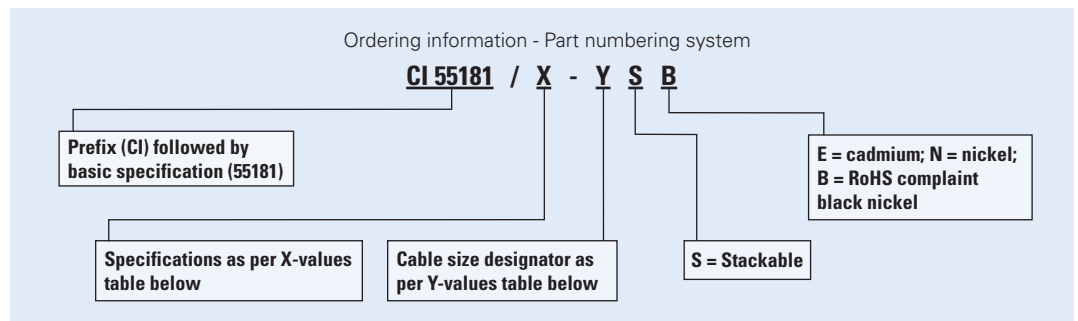 Ordering information - Part numbering system
CI 55181 / X - Y S B
Prefix (CI) followed by
basic specification (55181)
E = cadmium; N = nickel;
B = RoHS complaint
black nickel
Specifications as per X-values
table below
Cable size designator as
per Y-values table below
S = Stackable